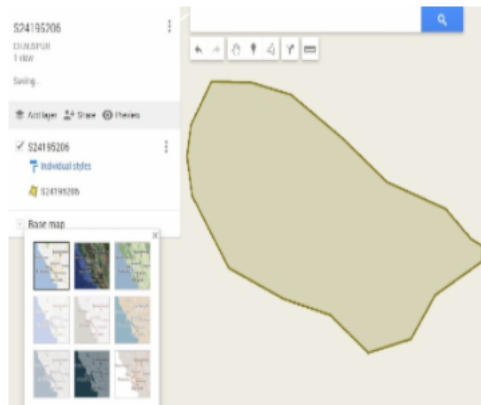 S24195206
1 view
Saving...
Add layer Share Preview
S24195206
Individual styles
S24195206
Base map